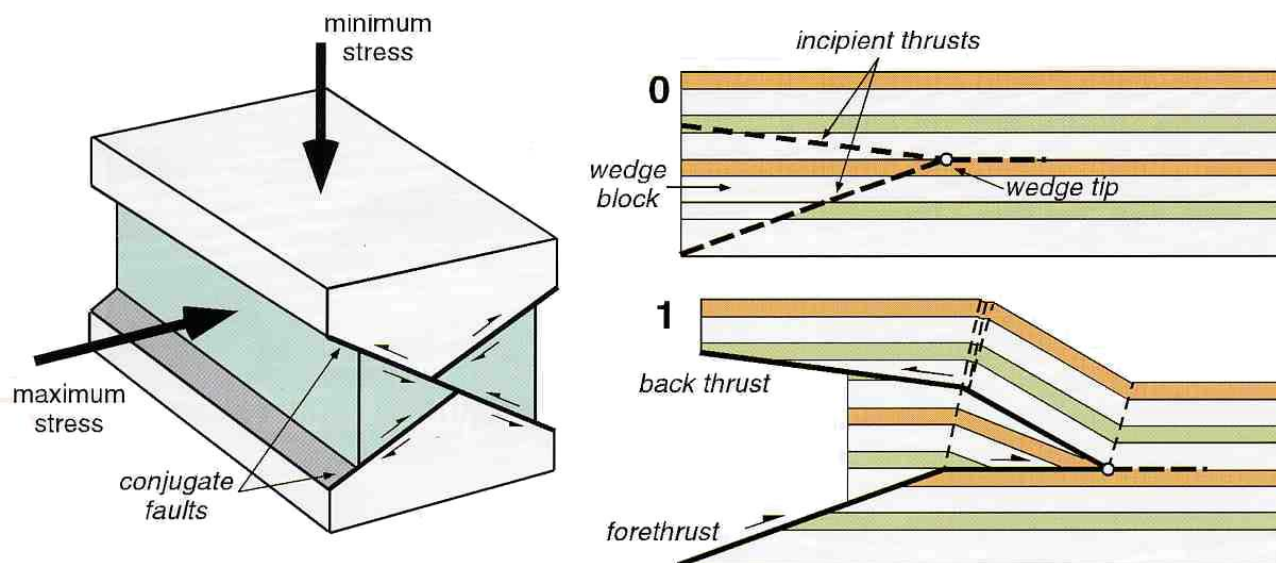 minimum
stress
maximum
stress
conjugate
faults
0
incipient thrusts
wedge
block
wedge tip
1
back thrust
forethrust